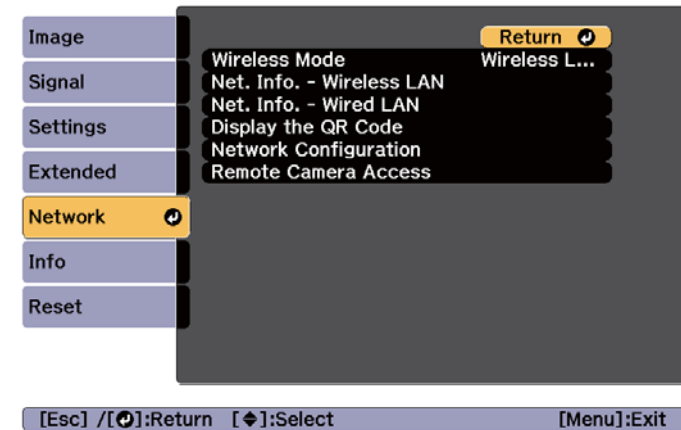 Image
Signal
Settings
Extended
Network
Info
Reset
Return
Wireless Mode Wireless L...
Net. Info. - Wireless LAN
Net. Info. - Wired LAN
Display the QR Code
Network Configuration
Remote Camera Access
[Esc] /[⏎]:Return [◆]:Select [Menu]:Exit